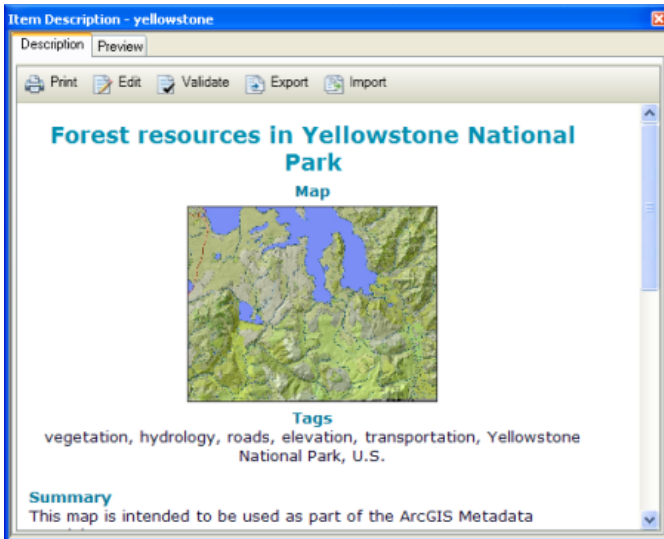 Item Description - yellowstone
Description Preview
Print Edit Validate Export Import
Forest resources in Yellowstone National
Park
Map
Tags
vegetation, hydrology, roads, elevation, transportation, Yellowstone
National Park, U.S.
Summary
This map is intended to be used as part of the ArcGIS Metadata